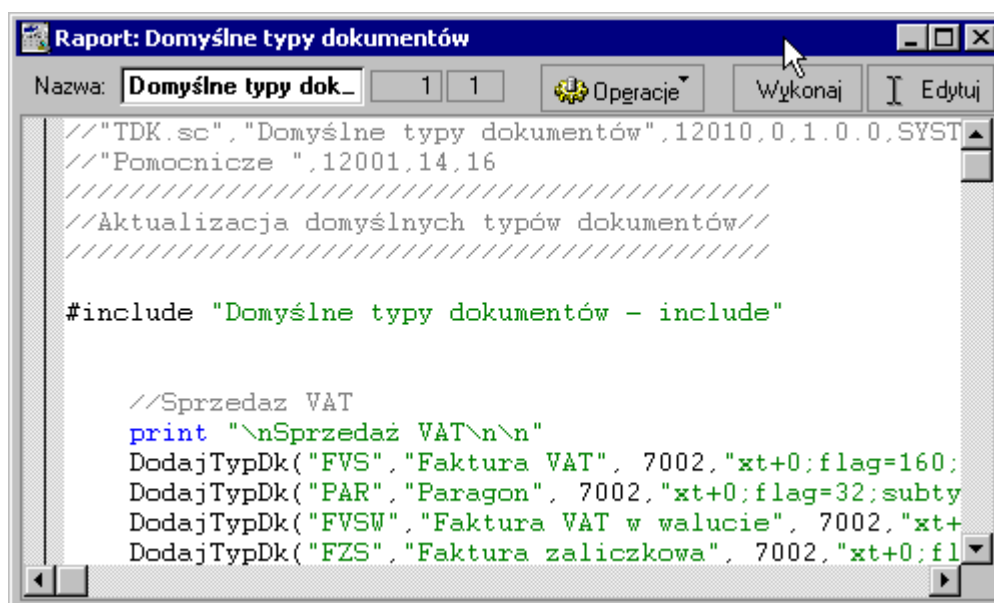 Raport: Domyślne typy dokumentów
Nazwa: Domyślne typy dok_ 1 1 Operacje Wykonaj Edytuj
//"TDK.sc","Domyślne typy dokumentów",12010,0,1.0.0,SYST
//"Pomocnicze ",12001,14,16
////////////////////////////////////////////
//Aktualizacja domyślnych typów dokumentów//
////////////////////////////////////////////
#include "Domyślne typy dokumentów – include"
//Sprzedaz VAT
print "\nSprzedaż VAT\n\n"
DodajTypDk("FVS","Faktura VAT", 7002,"xt+0;flag=160;
DodajTypDk("PAR","Paragon", 7002,"xt+0;flag=32;subty
DodajTypDk("FVSW","Faktura VAT w walucie", 7002,"xt+
DodajTypDk("FZS","Faktura zaliczkowa", 7002,"xt+0;fl